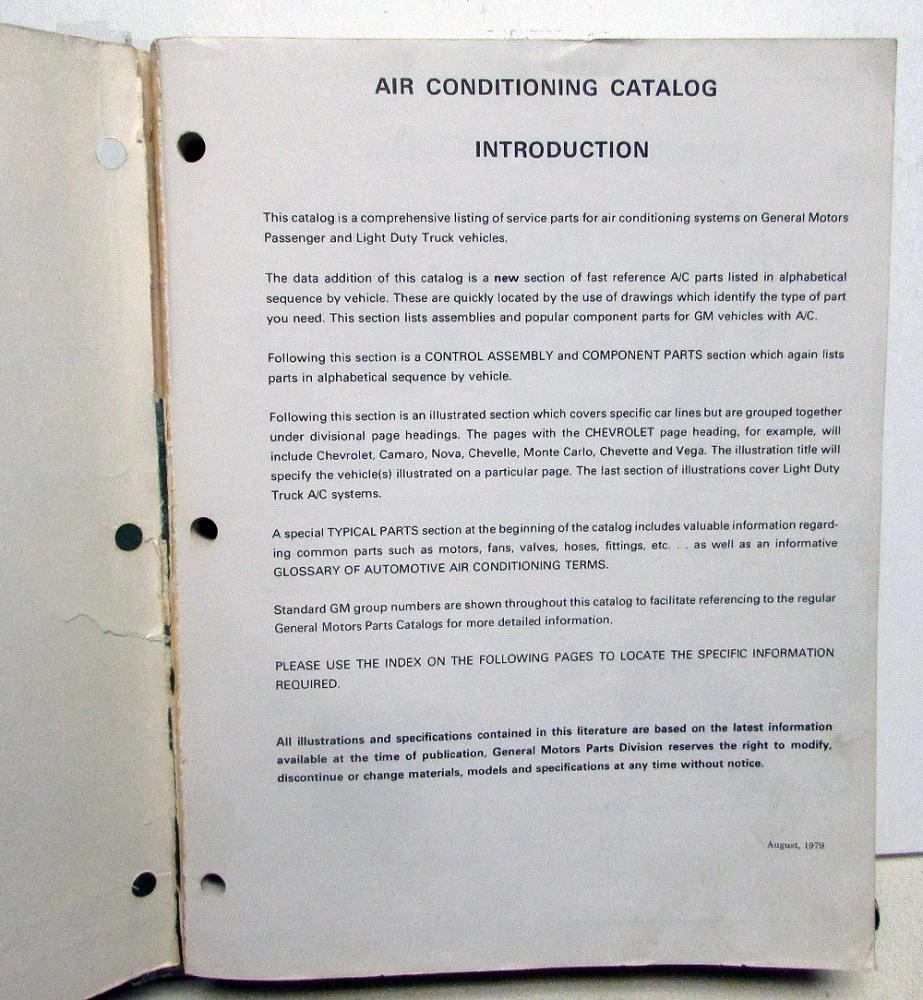 AIR CONDITIONING CATALOG
INTRODUCTION
This catalog is a comprehensive listing of service parts for air conditioning systems on General Motors
Passenger and Light Duty Truck vehicles.
The data addition of this catalog is a new section of fast reference A/C parts listed in alphabetical
sequence by vehicle. These are quickly located by the use of drawings which identify the type of part
you need. This section lists assemblies and popular component parts for GM vehicles with A/C.
Following this section is a CONTROL ASSEMBLY and COMPONENT PARTS section which again lists
parts in alphabetical sequence by vehicle.
Following this section is an illustrated section which covers specific car lines but are grouped together
under divisional page headings. The pages with the CHEVROLET page heading, for example, will
include Chevrolet, Camaro, Nova, Chevelle, Monte Carlo, Chevette and Vega. The illustration title will
specify the vehicle(s) illustrated on a particular page. The last section of illustrations cover Light Duty
Truck A/C systems.
A special TYPICAL PARTS section at the beginning of the catalog includes valuable information regard-
ing common parts such as motors, fans, valves, hoses, fittings, etc. . . as well as an informative
GLOSSARY OF AUTOMOTIVE AIR CONDITIONING TERMS.
Standard GM group numbers are shown throughout this catalog to facilitate referencing to the regular
General Motors Parts Catalogs for more detailed information.
PLEASE USE THE INDEX ON THE FOLLOWING PAGES TO LOCATE THE SPECIFIC INFORMATION
REQUIRED.
All illustrations and specifications contained in this literature are based on the latest information
available at the time of publication, General Motors Parts Division reserves the right to modify,
discontinue or change materials, models and specifications at any time without notice.
August, 1979